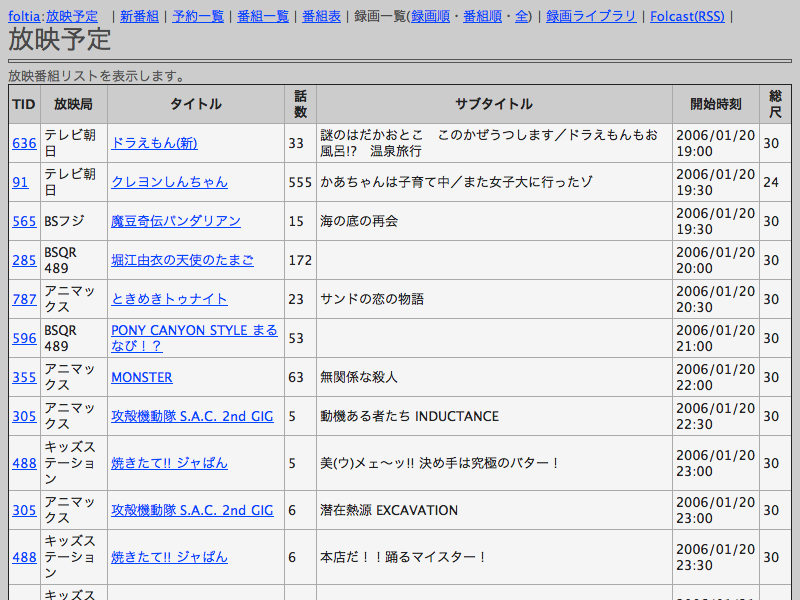 foltia:放映予定　| 新番組 | 予約一覧 | 番組一覧 | 番組表 | 録画一覧(録画順・番組順・全) | 録画ライブラリ | Folcast(RSS) |
放映予定
放映番組リストを表示します。
TID 放映局 タイトル 話数 サブタイトル 開始時刻 総尺
636 テレビ朝日 ドラえもん(新) 33 謎のはだかおとこ　このかぜうつします／ドラえもんもお風呂!?　温泉旅行 2006/01/20 19:00 30
91 テレビ朝日 クレヨンしんちゃん 555 かあちゃんは子育て中／また女子大に行ったゾ 2006/01/20 19:30 24
565 BSフジ 魔豆奇伝パンダリアン 15 海の底の再会 2006/01/20 19:30 30
285 BSQR 489 堀江由衣の天使のたまご 172 2006/01/20 20:00 30
787 アニマックス ときめきトゥナイト 23 サンドの恋の物語 2006/01/20 20:30 30
596 BSQR 489 PONY CANYON STYLE まるなび！？ 53 2006/01/20 21:00 30
355 アニマックス MONSTER 63 無関係な殺人 2006/01/20 22:00 30
305 アニマックス 攻殻機動隊 S.A.C. 2nd GIG 5 動機ある者たち INDUCTANCE 2006/01/20 22:30 30
488 キッズステーション 焼きたて!! ジャぱん 5 美(ウ)メェ〜ッ!! 決め手は究極のバター！ 2006/01/20 23:00 30
305 アニマックス 攻殻機動隊 S.A.C. 2nd GIG 6 潜在熱源 EXCAVATION 2006/01/20 23:00 30
488 キッズステーション 焼きたて!! ジャぱん 6 本店だ！！踊るマイスター！ 2006/01/20 23:30 30
キッズス